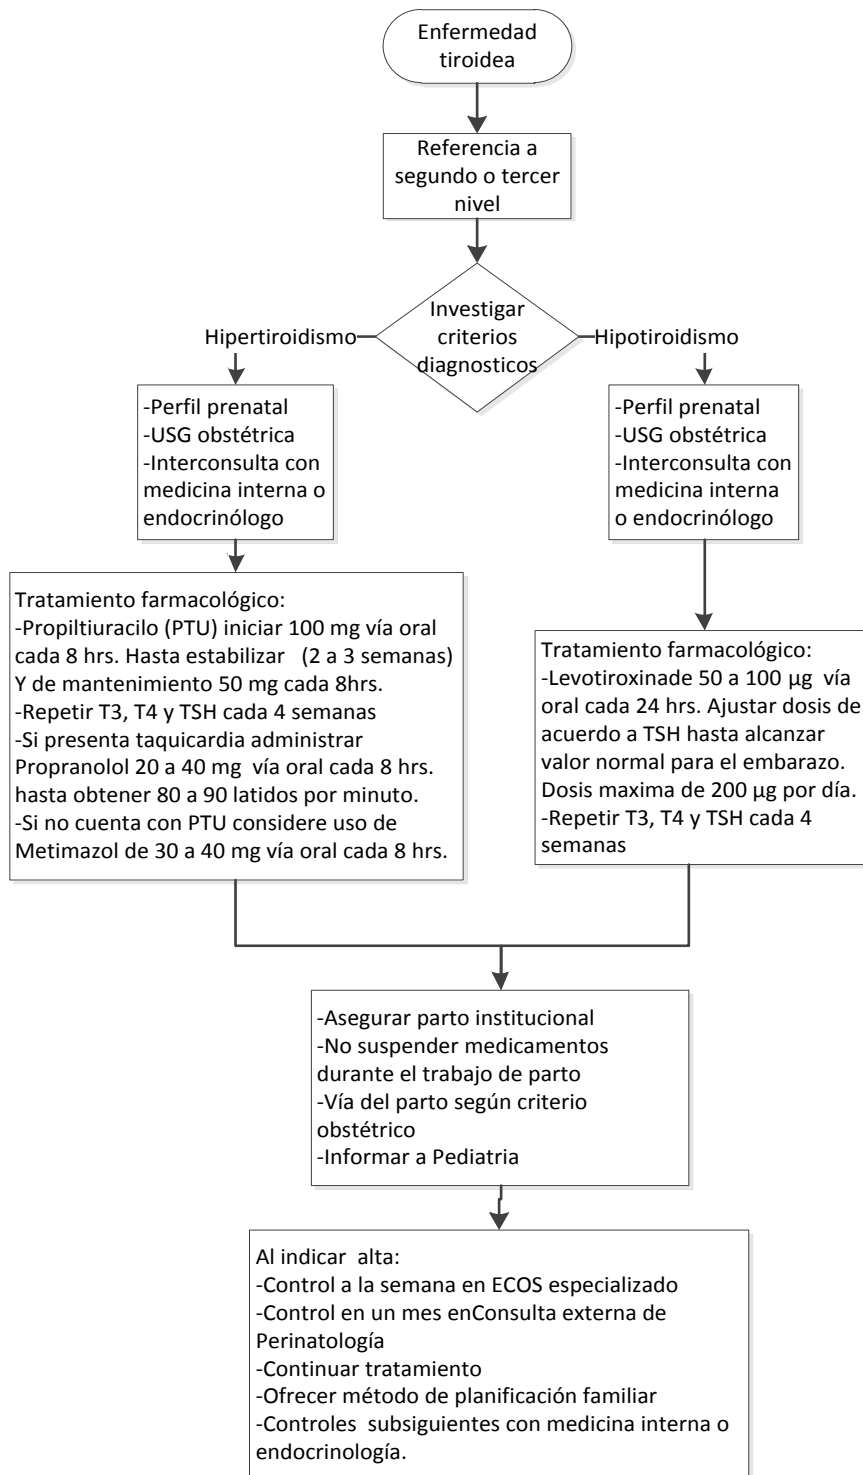 Enfermedad
tiroidea
Referencia a
segundo o tercer
nivel
Investigar
criterios
diagnosticos
Hipertiroidismo
Hipotiroidismo
-Perfil prenatal
-USG obstétrica
-Interconsulta con
medicina interna o
endocrinólogo
-Perfil prenatal
-USG obstétrica
-Interconsulta con
medicina interna
o endocrinólogo
Tratamiento farmacológico:
-Propiltiuracilo (PTU) iniciar 100 mg vía oral
cada 8 hrs. Hasta estabilizar (2 a 3 semanas)
Y de mantenimiento 50 mg cada 8hrs.
-Repetir T3, T4 y TSH cada 4 semanas
-Si presenta taquicardia administrar
Propranolol 20 a 40 mg vía oral cada 8 hrs.
hasta obtener 80 a 90 latidos por minuto.
-Si no cuenta con PTU considere uso de
Metimazol de 30 a 40 mg vía oral cada 8 hrs.
Tratamiento farmacológico:
-Levotiroxinade 50 a 100 µg vía
oral cada 24 hrs. Ajustar dosis de
acuerdo a TSH hasta alcanzar
valor normal para el embarazo.
Dosis maxima de 200 µg por día.
-Repetir T3, T4 y TSH cada 4
semanas
-Asegurar parto institucional
-No suspender medicamentos
durante el trabajo de parto
-Vía del parto según criterio
obstétrico
-Informar a Pediatria
Al indicar alta:
-Control a la semana en ECOS especializado
-Control en un mes enConsulta externa de
Perinatología
-Continuar tratamiento
-Ofrecer método de planificación familiar
-Controles subsiguientes con medicina interna o
endocrinología.